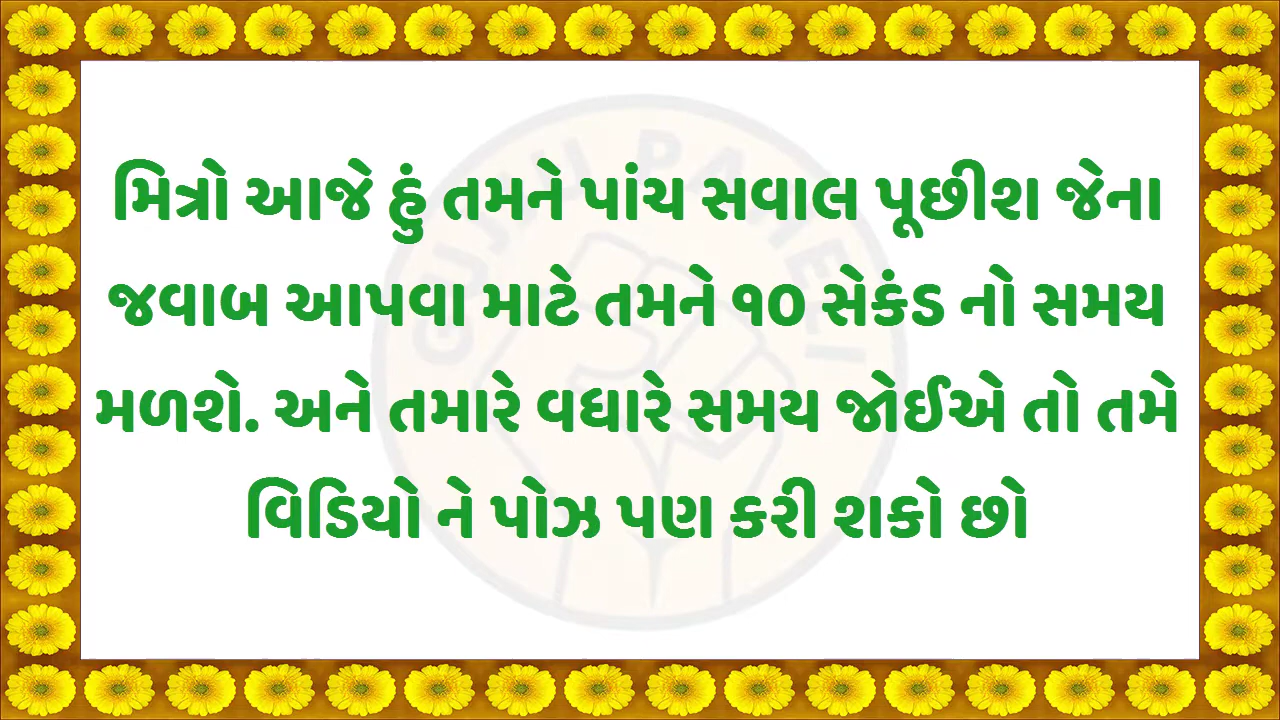 મિત્રો આજે હું તમને પાંચ સવાલ પૂછીશ જેના
જવાબ આપવા માટે તમને ૧૦ સેકંડ નો સમય
મળશે. અને તમારે વધારે સમય જોઈએ તો તમે
વિડિયો ને પોઝ પણ કરી શકો છો